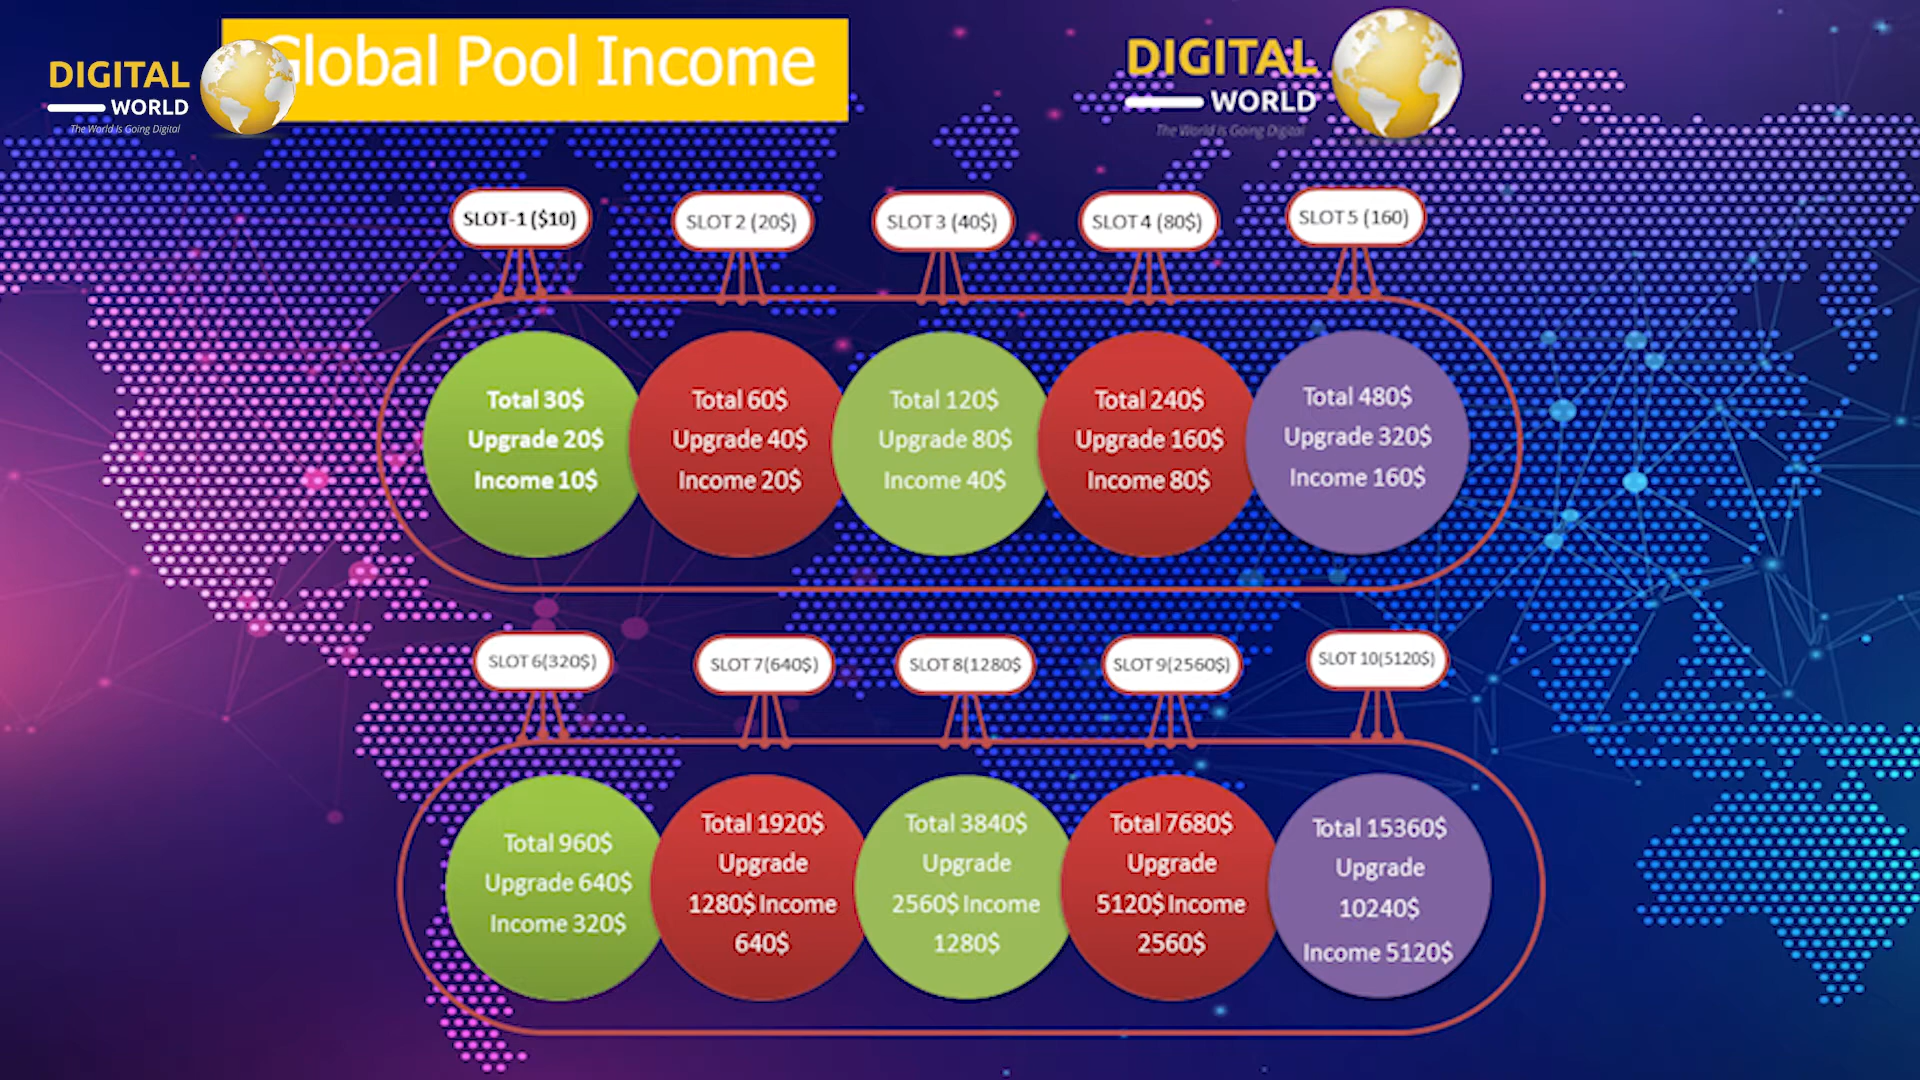 Global Pool Income
DIGITAL
WORLD
The World Is Going Digital
DIGITAL
WORLD
The World Is Going Digital
SLOT-1 ($10)
SLOT 2 (20$)
SLOT 3 (40$)
SLOT 4 (80$)
SLOT 5 (160)
Total 30$
Upgrade 20$
Income 10$
Total 60$
Upgrade 40$
Income 20$
Total 120$
Upgrade 80$
Income 40$
Total 240$
Upgrade 160$
Income 80$
Total 480$
Upgrade 320$
Income 160$
SLOT 6(320$)
SLOT 7(640$)
SLOT 8(1280$
SLOT 9(2560$)
SLOT 10(5120$)
Total 960$
Upgrade 640$
Income 320$
Total 1920$
Upgrade
1280$ Income
640$
Total 3840$
Upgrade
2560$ Income
1280$
Total 7680$
Upgrade
5120$ Income
2560$
Total 15360$
Upgrade
10240$
Income 5120$